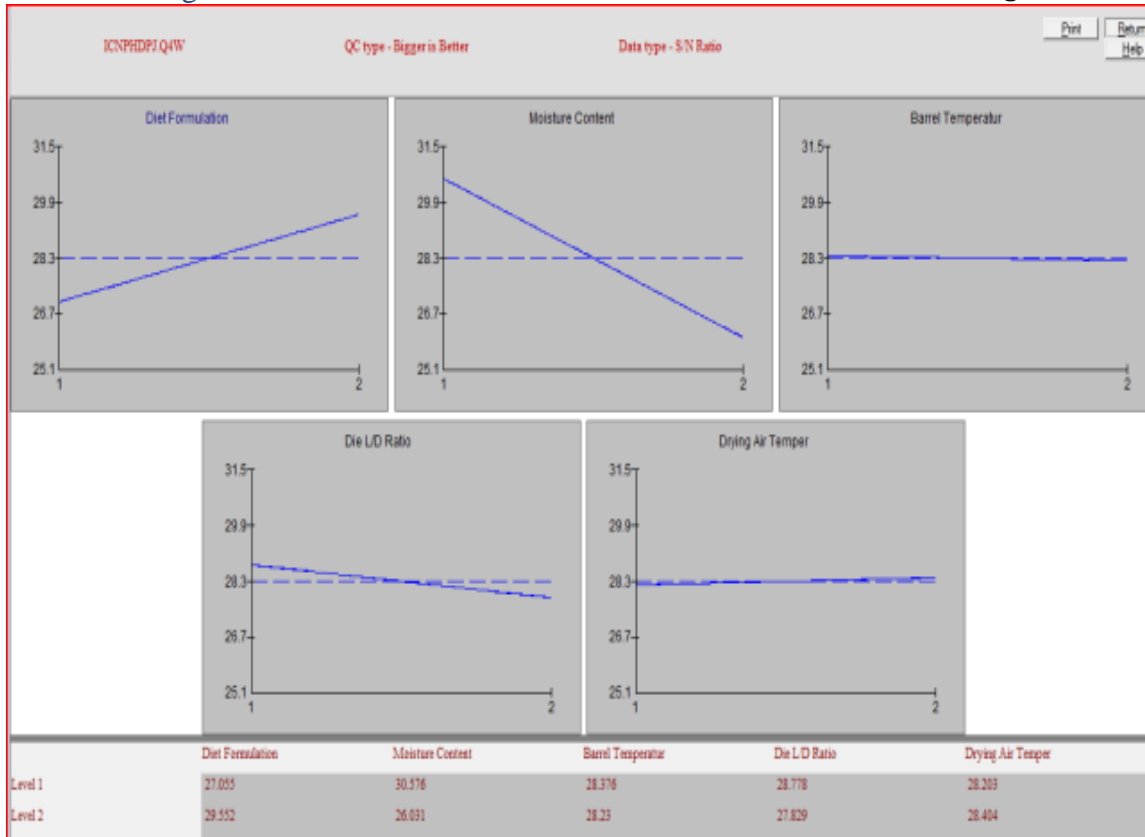 ICNPHDPJ.Q4W QC type - Bigger is Better Data type - S/N Ratio
Print Return
Help
Diet Formulation Moisture Content Barrel Temperatur
31.5 31.5 31.5
29.9 29.9 29.9
28.3 28.3 28.3
26.7 26.7 26.7
25.1 25.1 25.1
1 2 1 2 1 2
Die L/D Ratio Drying Air Temper
31.5 31.5
29.9 29.9
28.3 28.3
26.7 26.7
25.1 25.1
1 2 1 2
Diet Formulation Moisture Content Barrel Temperatur Die L/D Ratio Drying Air Temper
Level 1 27.055 30.576 28.376 28.778 28.203
Level 2 29.552 26.031 28.23 27.829 28.404